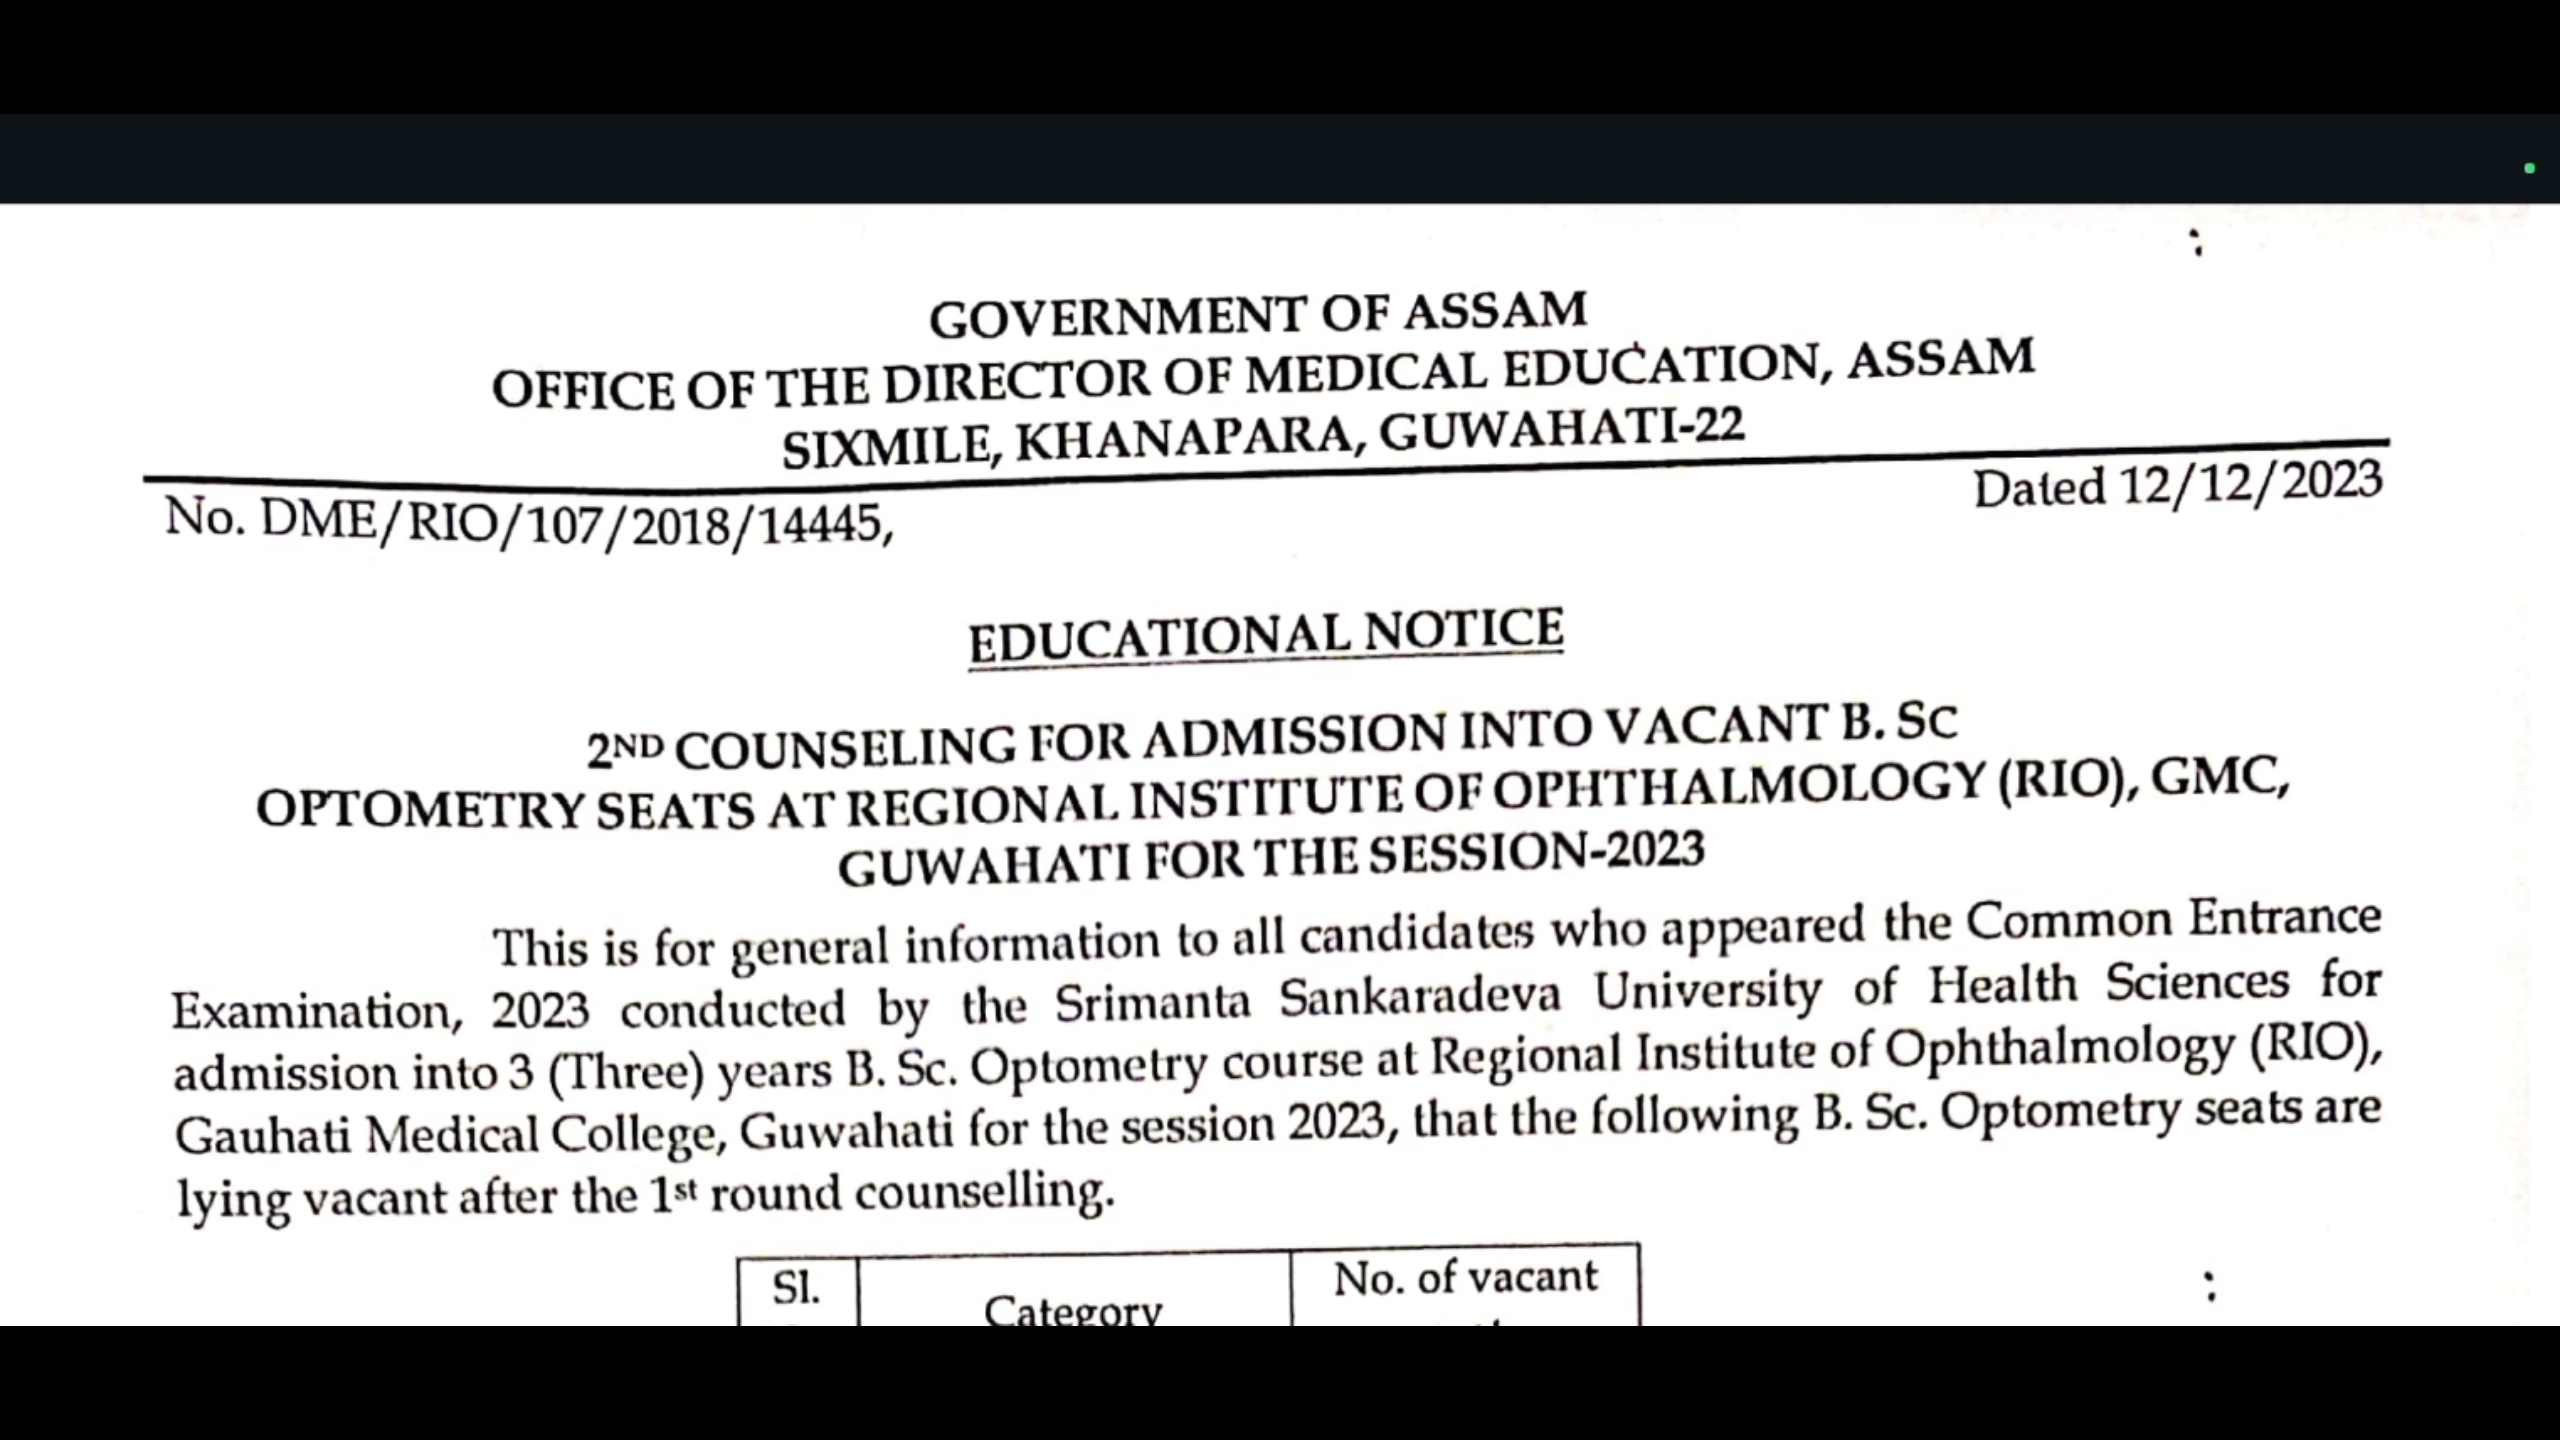 GOVERNMENT OF ASSAM
OFFICE OF THE DIRECTOR OF MEDICAL EDUCATION, ASSAM
SIXMILE, KHANAPARA, GUWAHATI-22
No. DME/RIO/107/2018/14445,
Dated 12/12/2023
EDUCATIONAL NOTICE
2ND COUNSELING FOR ADMISSION INTO VACANT B. SC
OPTOMETRY SEATS AT REGIONAL INSTITUTE OF OPHTHALMOLOGY (RIO), GMC,
GUWAHATI FOR THE SESSION-2023
This is for general information to all candidates who appeared the Common Entrance
Examination, 2023 conducted by the Srimanta Sankaradeva University of Health Sciences for
admission into 3 (Three) years B. Sc. Optometry course at Regional Institute of Ophthalmology (RIO),
Gauhati Medical College, Guwahati for the session 2023, that the following B. Sc. Optometry seats are
lying vacant after the 1st round counselling.
Sl.
Category
No. of vacant